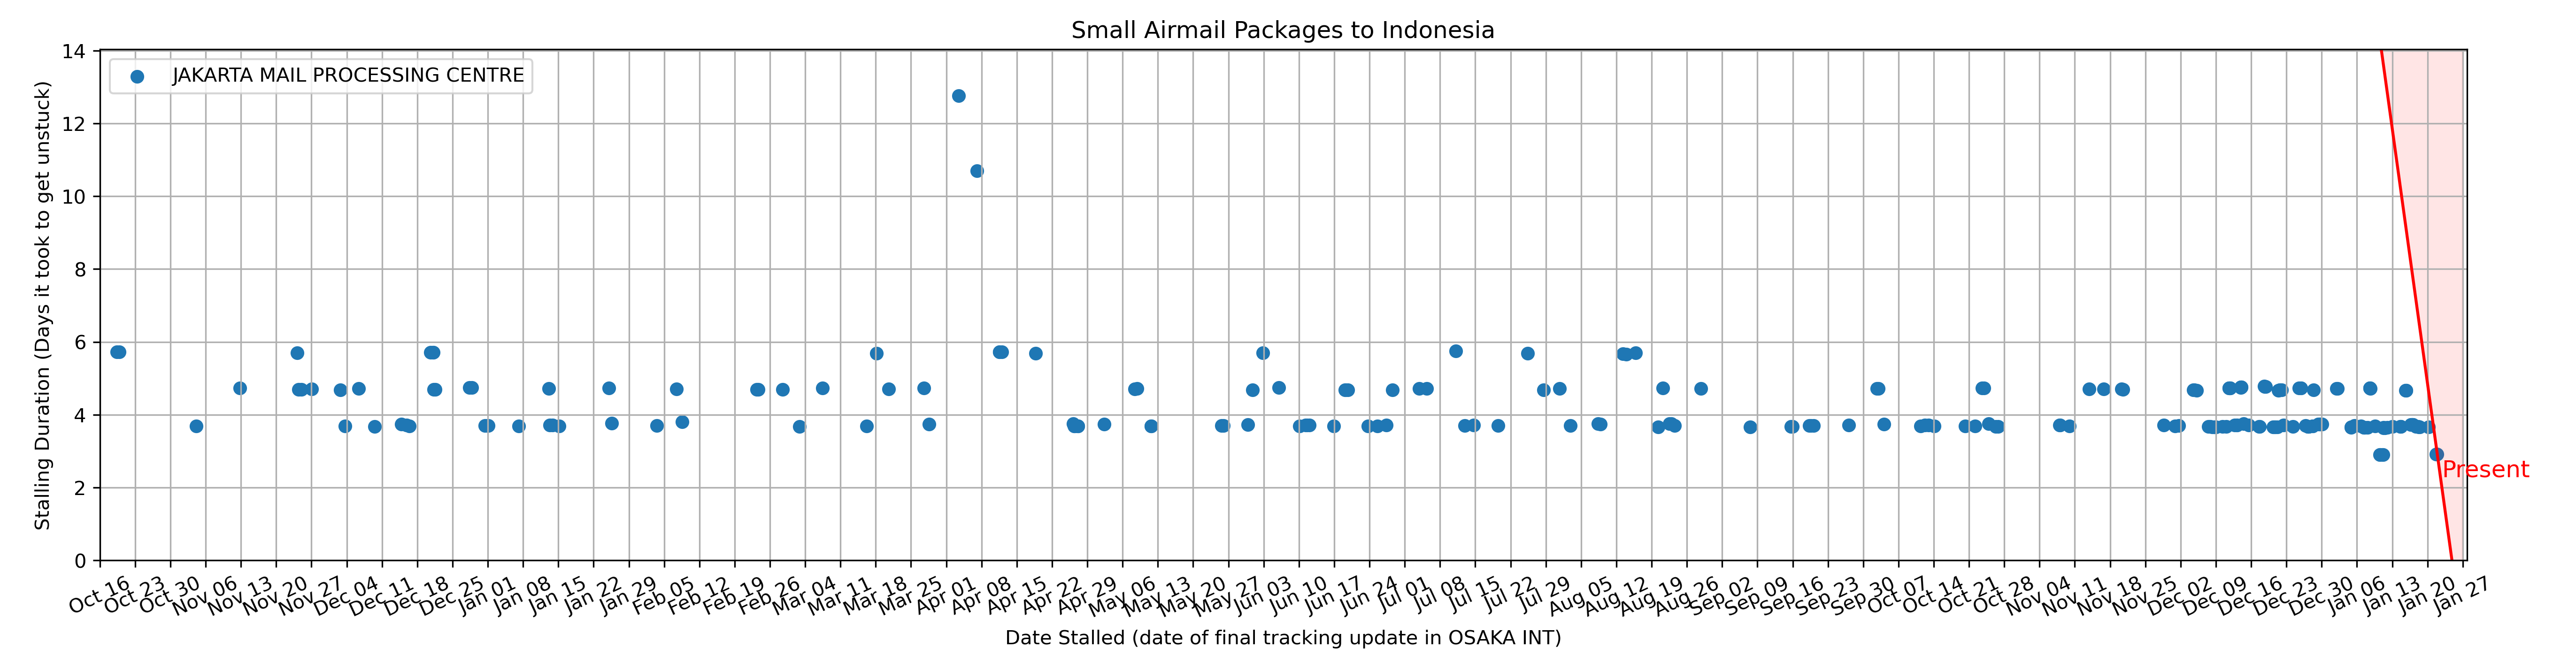 Small Airmail Packages to Indonesia
JAKARTA MAIL PROCESSING CENTRE
Stalling Duration (Days it took to get unstuck)
14
12
10
8
6
4
2
0
Present
Oct 16
Oct 23
Oct 30
Nov 06
Nov 13
Nov 20
Nov 27
Dec 04
Dec 11
Dec 18
Dec 25
Jan 01
Jan 08
Jan 15
Jan 22
Jan 29
Feb 05
Feb 12
Feb 19
Feb 26
Mar 04
Mar 11
Mar 18
Mar 25
Apr 01
Apr 08
Apr 15
Apr 22
Apr 29
May 06
May 13
May 20
May 27
Jun 03
Jun 10
Jun 17
Jun 24
Jul 01
Jul 08
Jul 15
Jul 22
Jul 29
Aug 05
Aug 12
Aug 19
Aug 26
Sep 02
Sep 09
Sep 16
Sep 23
Sep 30
Oct 07
Oct 14
Oct 21
Oct 28
Nov 04
Nov 11
Nov 18
Nov 25
Dec 02
Dec 09
Dec 16
Dec 23
Dec 30
Jan 06
Jan 13
Jan 20
Jan 27
Date Stalled (date of final tracking update in OSAKA INT)